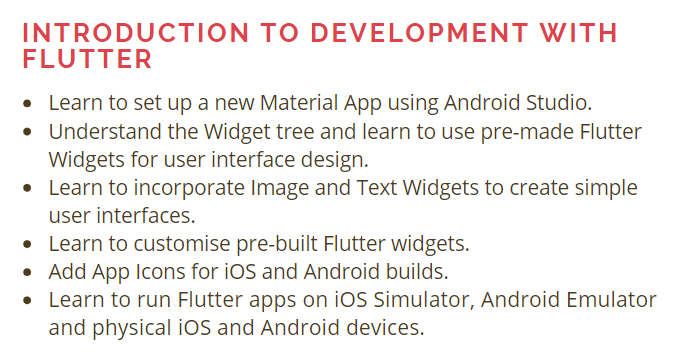 INTRODUCTION TO DEVELOPMENT WITH
FLUTTER
• Learn to set up a new Material App using Android Studio.
• Understand the Widget tree and learn to use pre-made Flutter
Widgets for user interface design.
• Learn to incorporate Image and Text Widgets to create simple
user interfaces.
• Learn to customise pre-built Flutter widgets.
• Add App Icons for iOS and Android builds.
• Learn to run Flutter apps on iOS Simulator, Android Emulator
and physical iOS and Android devices.